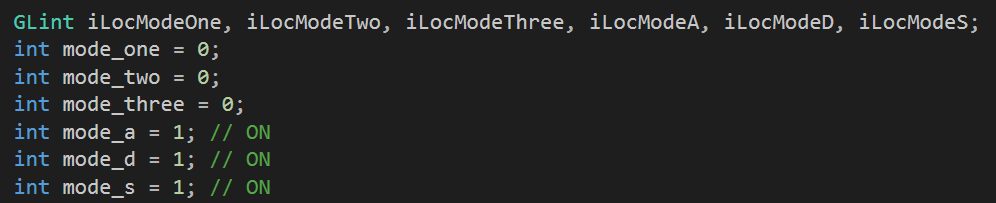 GLint iLocModeOne, iLocModeTwo, iLocModeThree, iLocModeA, iLocModeD, iLocModeS;
int mode_one = 0;
int mode_two = 0;
int mode_three = 0;
int mode_a = 1; // ON
int mode_d = 1; // ON
int mode_s = 1; // ON